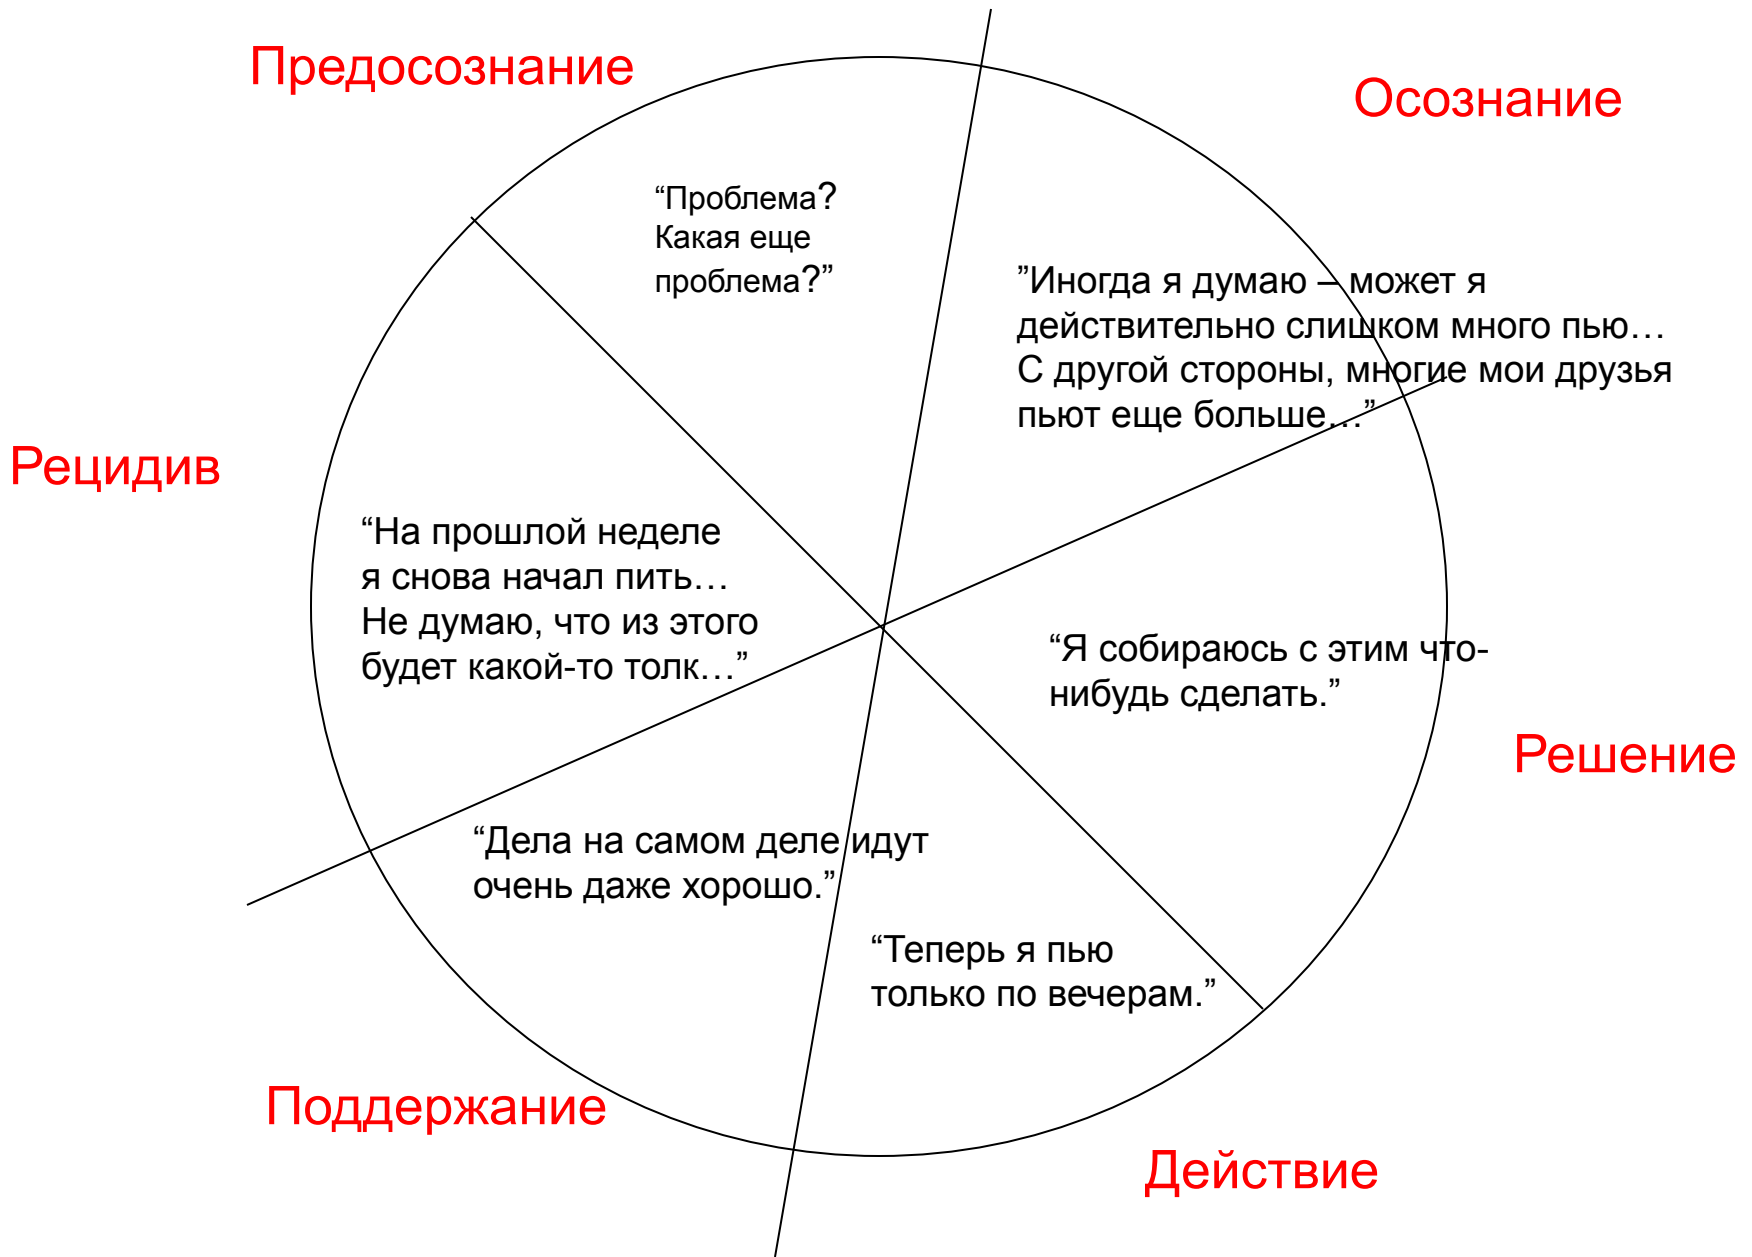 Предосознание
Осознание
“Проблема?
Какая еще
проблема?”
”Иногда я думаю – может я
действительно слишком много пью…
С другой стороны, многие мои друзья
пьют еще больше…”
Рецидив
“На прошлой неделе
я снова начал пить…
Не думаю, что из этого
будет какой-то толк…”
“Я собираюсь с этим что-
нибудь сделать.”
Решение
“Дела на самом деле идут
очень даже хорошо.”
“Теперь я пью
только по вечерам.”
Поддержание
Действие